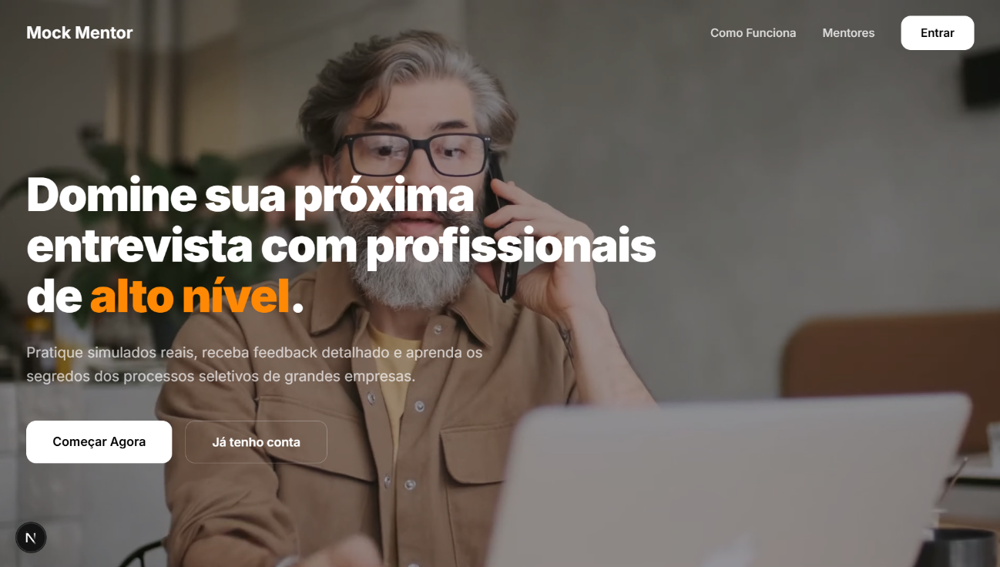 Mock Mentor
Como Funciona
Mentores
Entrar
Domine sua próxima
entrevista com profissionais
de alto nível.
Pratique simulados reais, receba feedback detalhado e aprenda os
segredos dos processos seletivos de grandes empresas.
Começar Agora
Já tenho conta
N